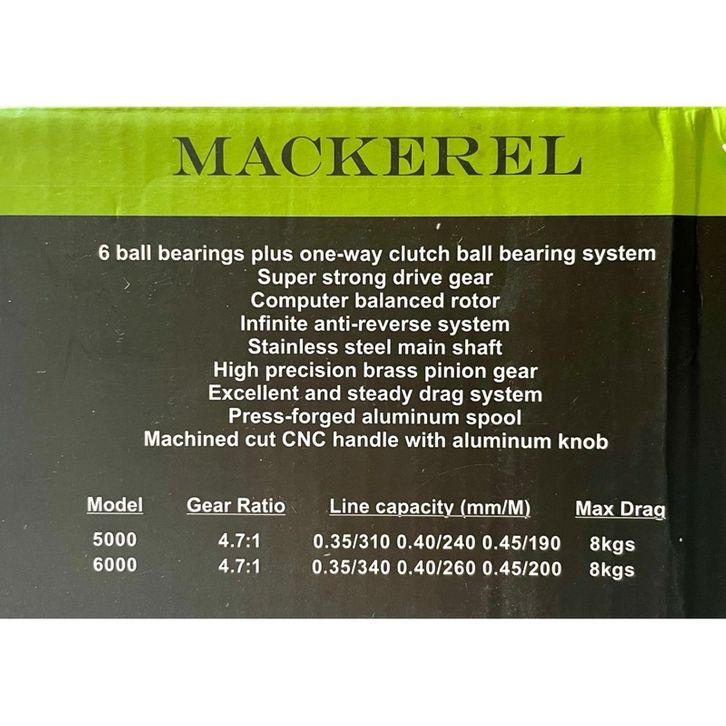 MACKEREL
6 ball bearings plus one-way clutch ball bearing system
Super strong drive gear
Computer balanced rotor
Infinite anti-reverse system
Stainless steel main shaft
High precision brass pinion gear
Excellent and steady drag system
Press-forged aluminum spool
Machined cut CNC handle with aluminum knob
Model Gear Ratio Line capacity (mm/M) Max Drag
5000 4.7:1 0.35/310 0.40/240 0.45/190 8kgs
6000 4.7:1 0.35/340 0.40/260 0.45/200 8kgs